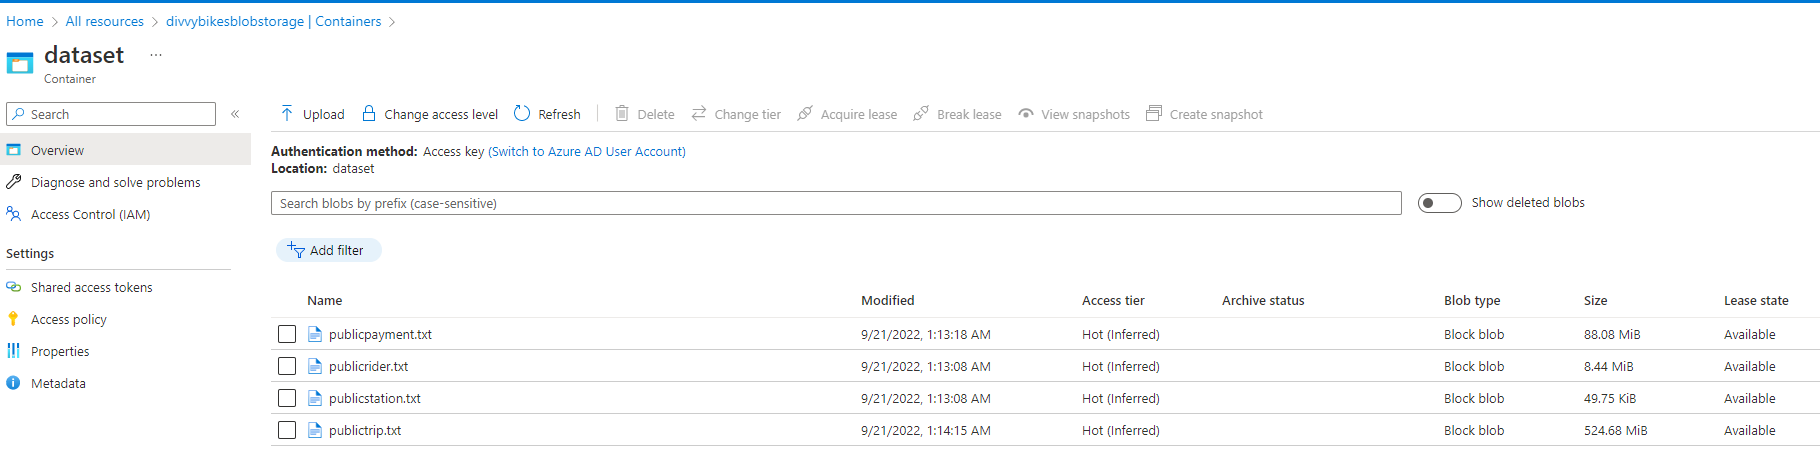 Home > All resources > divvybikesblobstorage | Containers >
dataset ...
Container
Search «
Upload Change access level Refresh Delete Change tier Acquire lease Break lease View snapshots Create snapshot
Overview
Diagnose and solve problems
Access Control (IAM)
Settings
Shared access tokens
Access policy
Properties
Metadata
Authentication method: Access key (Switch to Azure AD User Account)
Location: dataset
Search blobs by prefix (case-sensitive) Show deleted blobs
Add filter
Name Modified Access tier Archive status Blob type Size Lease state
publicpayment.txt 9/21/2022, 1:13:18 AM Hot (Inferred) Block blob 88.08 MiB Available
publicrider.txt 9/21/2022, 1:13:08 AM Hot (Inferred) Block blob 8.44 MiB Available
publicstation.txt 9/21/2022, 1:13:08 AM Hot (Inferred) Block blob 49.75 KiB Available
publictrip.txt 9/21/2022, 1:14:15 AM Hot (Inferred) Block blob 524.68 MiB Available